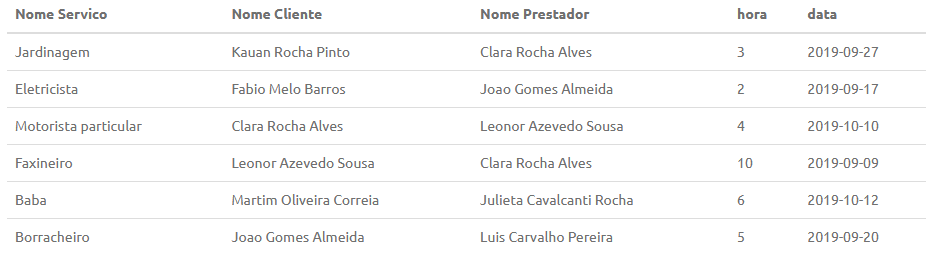 Nome Servico Nome Cliente Nome Prestador hora data
Jardinagem Kauan Rocha Pinto Clara Rocha Alves 3 2019-09-27
Eletricista Fabio Melo Barros Joao Gomes Almeida 2 2019-09-17
Motorista particular Clara Rocha Alves Leonor Azevedo Sousa 4 2019-10-10
Faxineiro Leonor Azevedo Sousa Clara Rocha Alves 10 2019-09-09
Baba Martim Oliveira Correia Julieta Cavalcanti Rocha 6 2019-10-12
Borracheiro Joao Gomes Almeida Luis Carvalho Pereira 5 2019-09-20